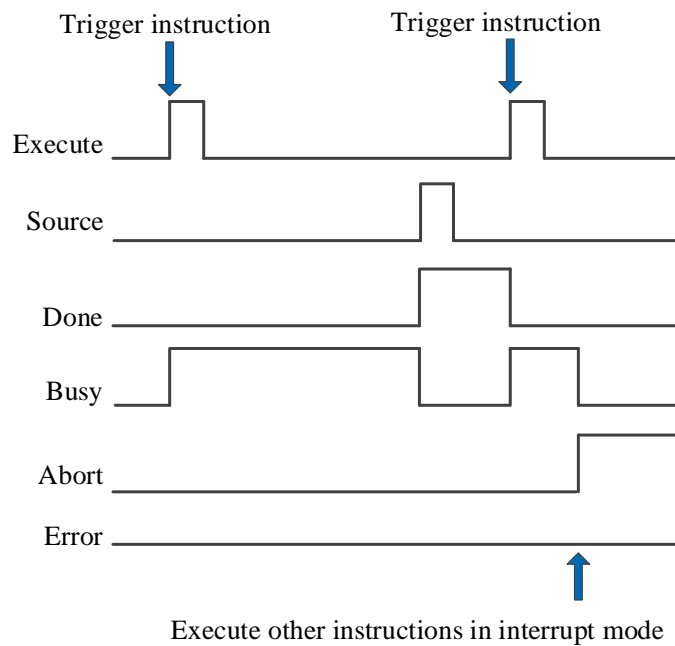 Trigger instruction
Trigger instruction
Execute
Source
Done
Busy
Abort
Error
Execute other instructions in interrupt mode